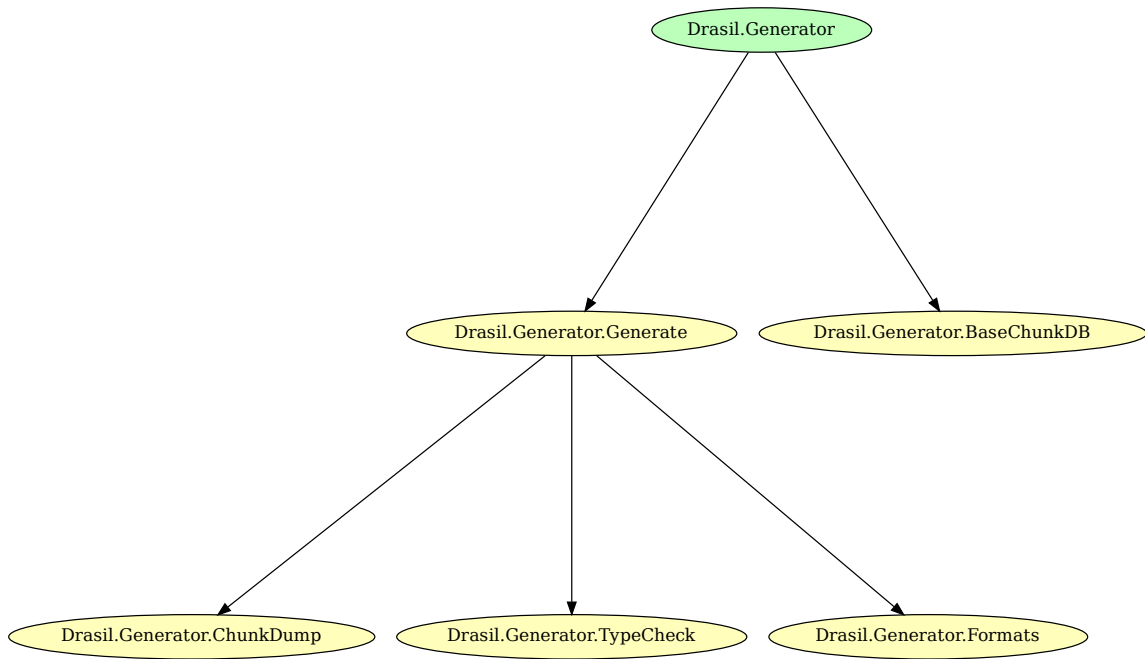 Drasil.Generator
Drasil.Generator.Generate
Drasil.Generator.BaseChunkDB
Drasil.Generator.ChunkDump
Drasil.Generator.TypeCheck
Drasil.Generator.Formats